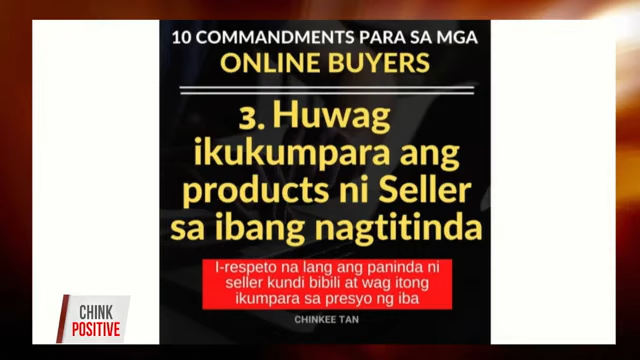 10 COMMANDMENTS PARA SA MGA
ONLINE BUYERS
3. Huwag
ikukumpara ang
products ni Seller
sa ibang nagtitinda
I-respeto na lang ang paninda ni
seller kundi bibili at wag itong
ikumpara sa presyo ng iba
CHINKEE TAN
CHINK
POSITIVE